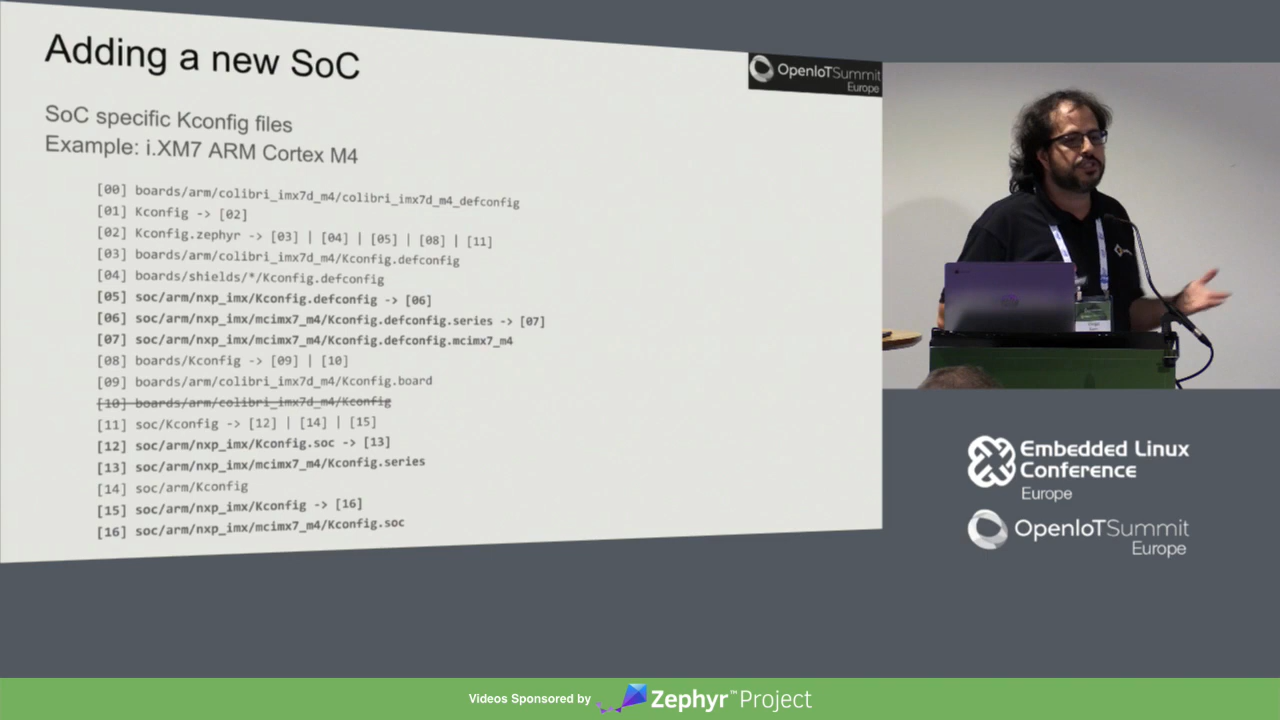 Adding a new SoC
OpenIoTSummit
Europe
SoC specific Kconfig files
Example: i.XM7 ARM Cortex M4
[00] boards/arm/colibri_imx7d_m4/colibri_imx7d_m4_defconfig
[01] Kconfig -> [02]
[02] Kconfig.zephyr -> [03] | [04] | [05] | [08] | [11]
[03] boards/arm/colibri_imx7d_m4/Kconfig.defconfig
[04] boards/shields/*/Kconfig.defconfig
[05] soc/arm/nxp_imx/Kconfig.defconfig -> [06]
[06] soc/arm/nxp_imx/mcimx7_m4/Kconfig.defconfig.series -> [07]
[07] soc/arm/nxp_imx/mcimx7_m4/Kconfig.defconfig.mcimx7_m4
[08] boards/Kconfig -> [09] | [10]
[09] boards/arm/colibri_imx7d_m4/Kconfig.board
[10] boards/arm/colibri_imx7d_m4/Kconfig
[11] soc/Kconfig -> [12] | [14] | [15]
[12] soc/arm/nxp_imx/Kconfig.soc -> [13]
[13] soc/arm/nxp_imx/mcimx7_m4/Kconfig.series
[14] soc/arm/Kconfig
[15] soc/arm/nxp_imx/Kconfig -> [16]
[16] soc/arm/nxp_imx/mcimx7_m4/Kconfig.soc
Embedded Linux
Conference
Europe
OpenIoTSummit
Europe
Videos Sponsored by Zephyr™Project